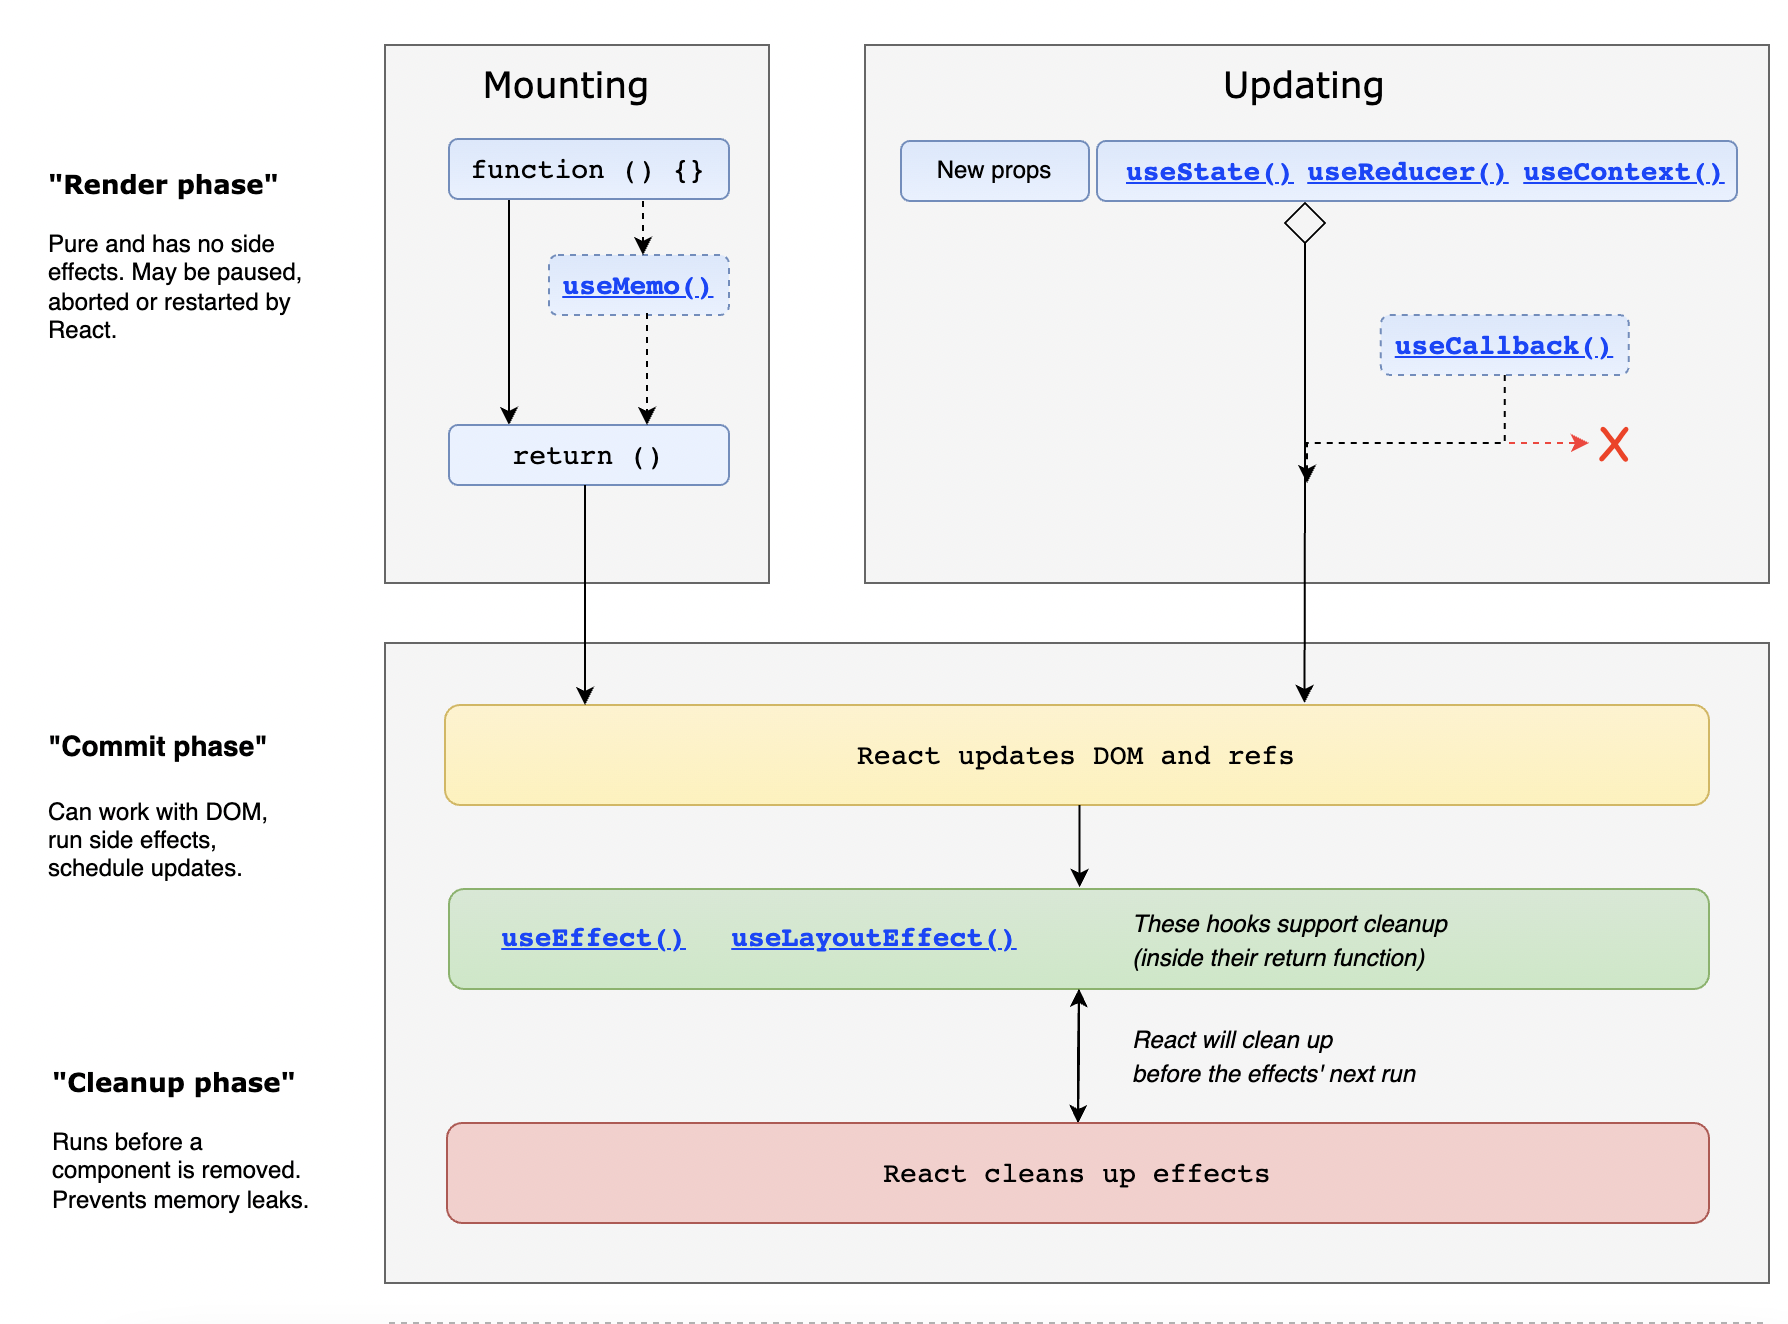 Mounting
Updating
function () {}
New props
useState() useReducer() useContext()
"Render phase"
Pure and has no side
effects. May be paused,
aborted or restarted by
React.
useMemo()
useCallback()
X
return ()
"Commit phase"
Can work with DOM,
run side effects,
schedule updates.
React updates DOM and refs
useEffect() useLayoutEffect()
These hooks support cleanup
(inside their return function)
React will clean up
before the effects' next run
"Cleanup phase"
Runs before a
component is removed.
Prevents memory leaks.
React cleans up effects